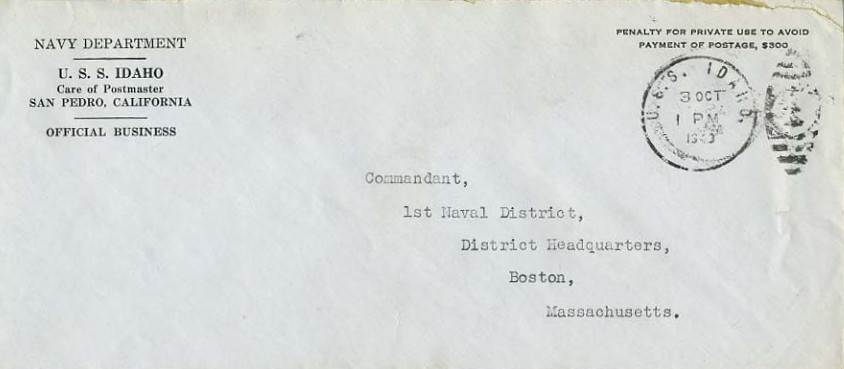 NAVY DEPARTMENT
U. S. S. IDAHO
Care of Postmaster
SAN PEDRO, CALIFORNIA
OFFICIAL BUSINESS
PENALTY FOR PRIVATE USE TO AVOID
PAYMENT OF POSTAGE, $300
U. S. S. IDAHO
3 OCT
1 PM
Commandant,
1st Naval District,
District Headquarters,
Boston,
Massachusetts.